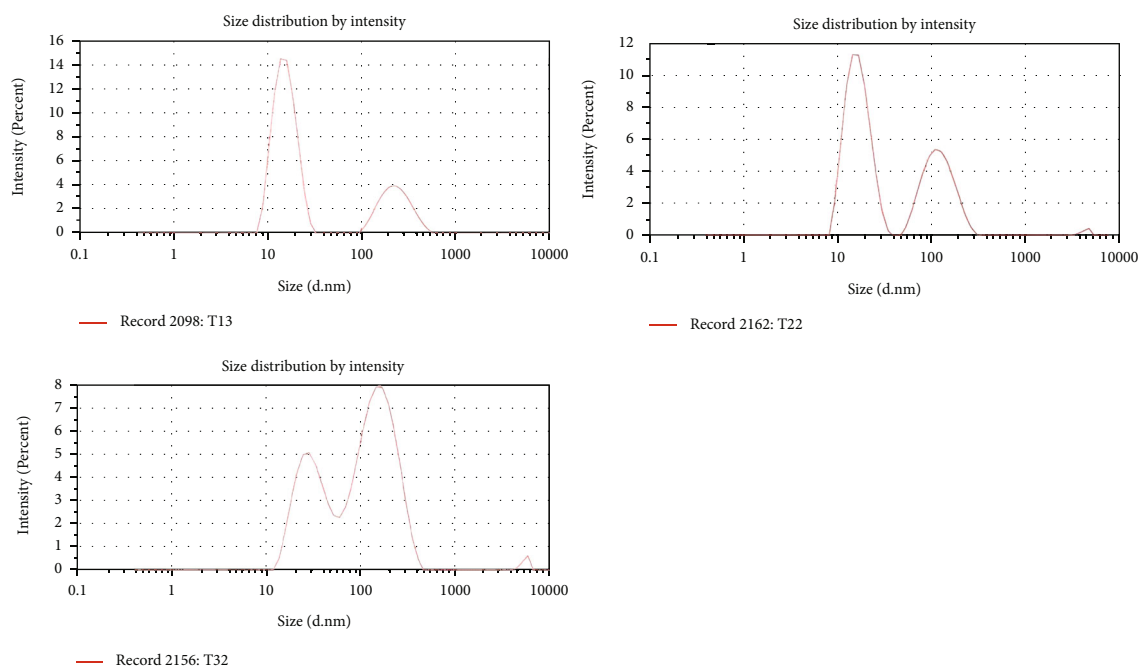 Size distribution by intensity
16
14
12
10
8
6
4
2
0
Intensity (Percent)
0.1 1 10 100 1000 10000
Size (d.nm)
Record 2098: T13
Size distribution by intensity
12
10
8
6
4
2
0
Intensity (Percent)
0.1 1 10 100 1000 10000
Size (d.nm)
Record 2162: T22
Size distribution by intensity
8
7
6
5
4
3
2
1
0
Intensity (Percent)
0.1 1 10 100 1000 10000
Size (d.nm)
Record 2156: T32